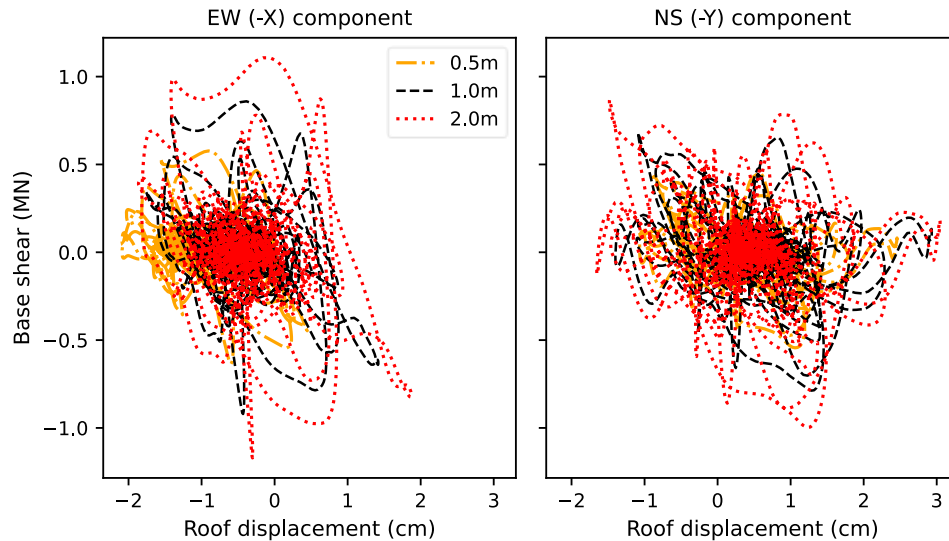 EW (-X) component
NS (-Y) component
Base shear (MN)
1.0
0.5
0.0
−0.5
−1.0
0.5m
1.0m
2.0m
−2 −1 0 1 2 3
−2 −1 0 1 2 3
Roof displacement (cm)
Roof displacement (cm)